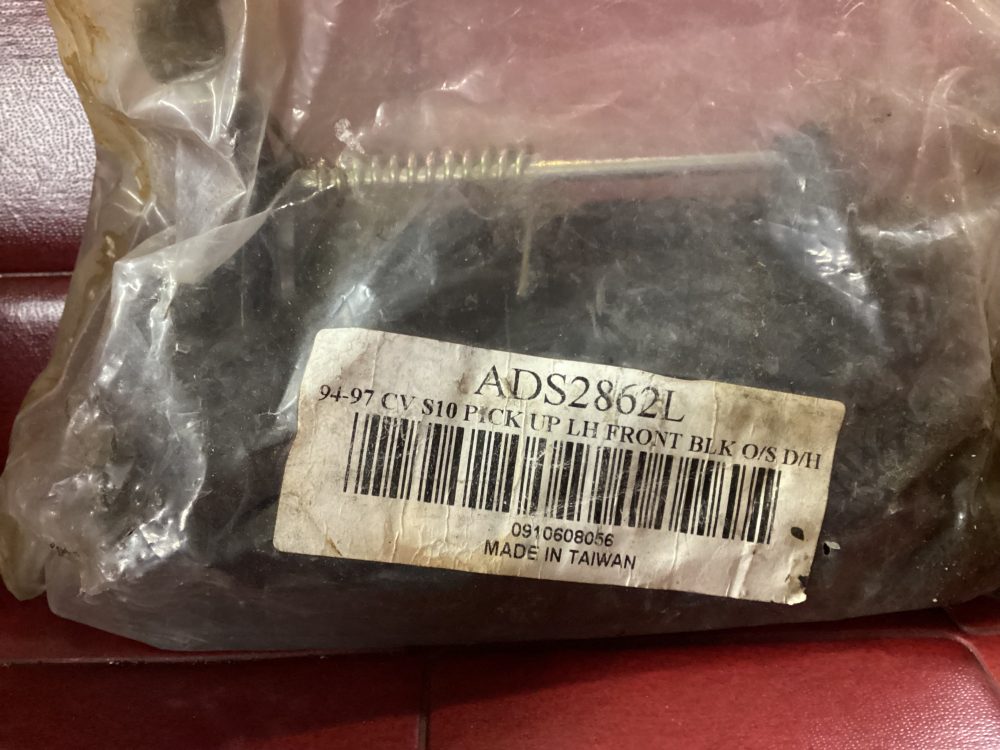 ADS2862L
94-97 CV S10 PICK UP LH FRONT BLK O/S D/H
0910608056
MADE IN TAIWAN